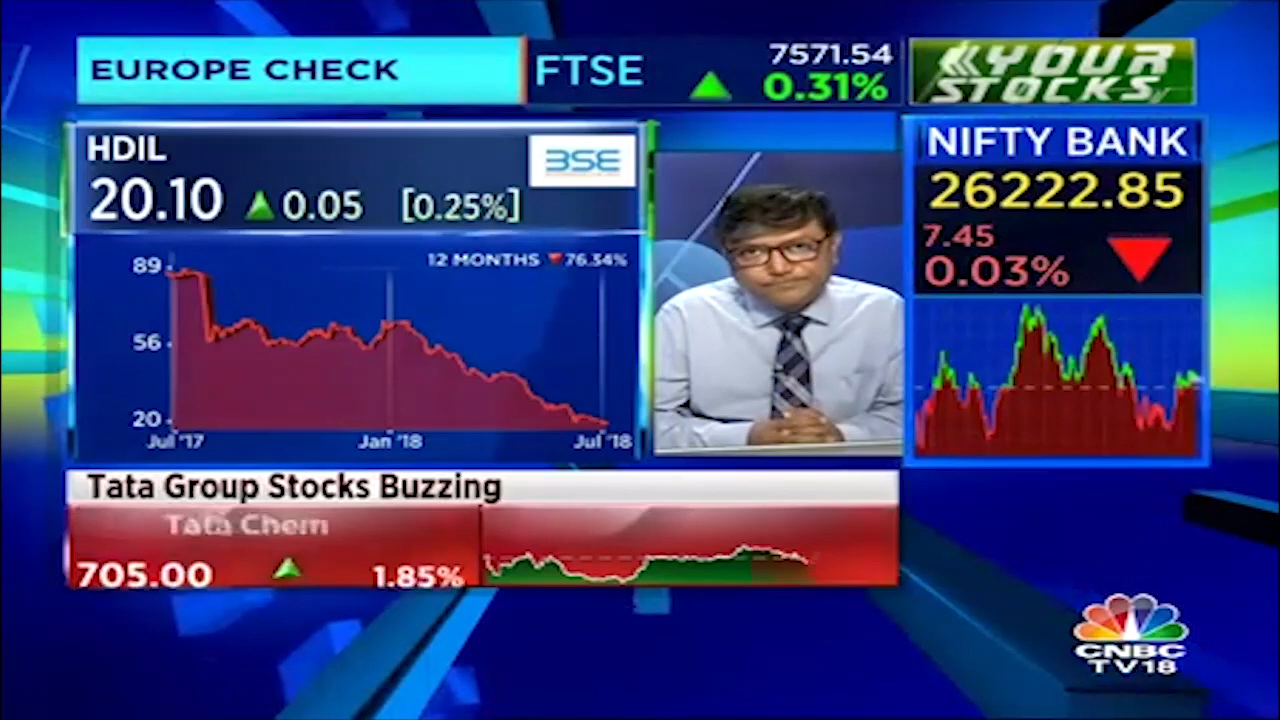 EUROPE CHECK
FTSE
7571.54
0.31%
YOUR
STOCKS
HDIL
BSE
20.10
0.05
[0.25%]
12 MONTHS 76.34%
89
56
20
Jul '17
Jan '18
Jul '18
NIFTY BANK
26222.85
7.45
0.03%
Tata Group Stocks Buzzing
Tata Chem
705.00
1.85%
CNBC
TV18